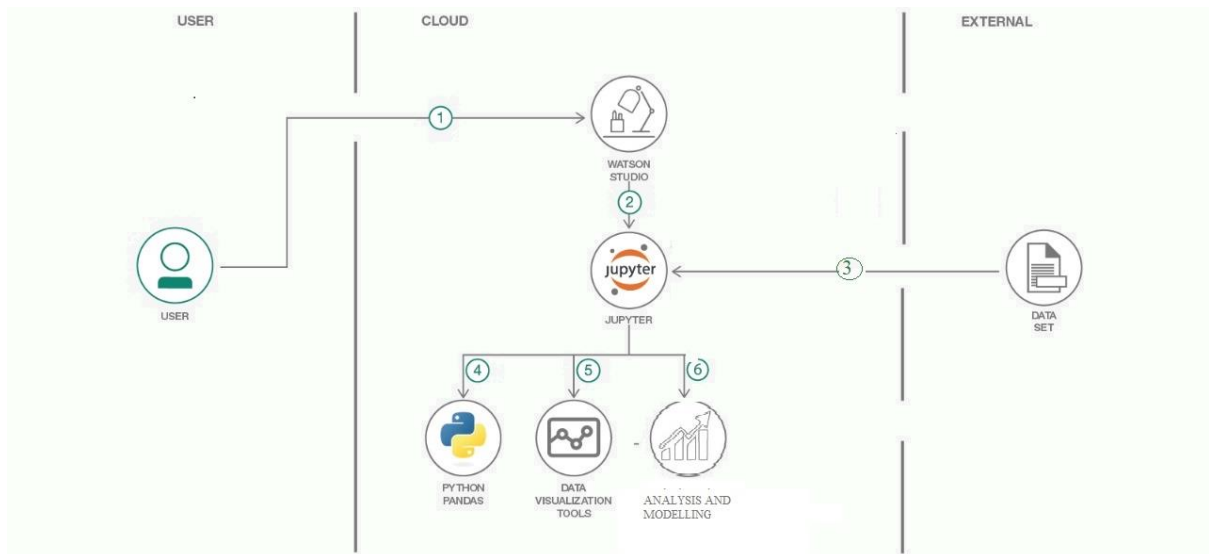 USER
CLOUD
EXTERNAL
1
WATSON
STUDIO
2
jupyter
JUPYTER
3
USER
DATA
SET
4
5
6
PYTHON
PANDAS
DATA
VISUALIZATION
TOOLS
ANALYSIS AND
MODELLING